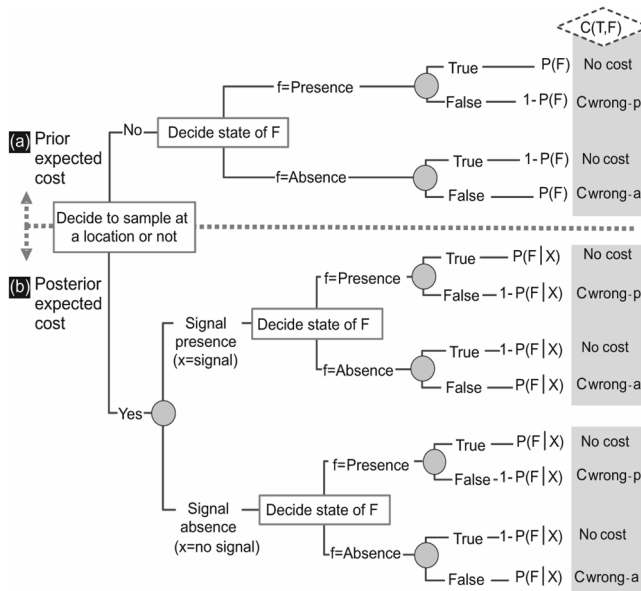 C(T,F)
True P(F) No cost
f=Presence
False 1-P(F) Cwrong-p
No
Decide state of F
(a) Prior
expected
cost
True 1-P(F) No cost
f=Absence
False P(F) Cwrong-a
Decide to sample at
a location or not
(b) Posterior
expected
cost
True P(F|X) No cost
f=Presence
False 1-P(F|X) Cwrong-p
Signal
presence
(x=signal)
Decide state of F
True 1-P(F|X) No cost
f=Absence
False P(F|X) Cwrong-a
Yes
True P(F|X) No cost
f=Presence
False 1-P(F|X) Cwrong-p
Signal
absence
(x=no signal)
Decide state of F
True 1-P(F|X) No cost
f=Absence
False P(F|X) Cwrong-a